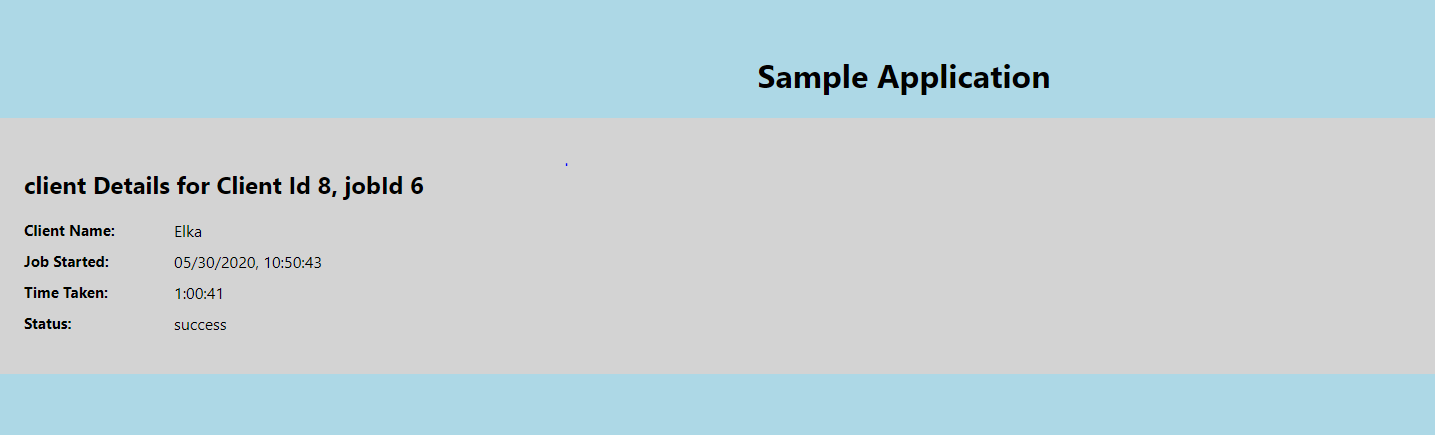 Sample Application
client Details for Client Id 8, jobId 6
Client Name: Elka
Job Started: 05/30/2020, 10:50:43
Time Taken: 1:00:41
Status: success